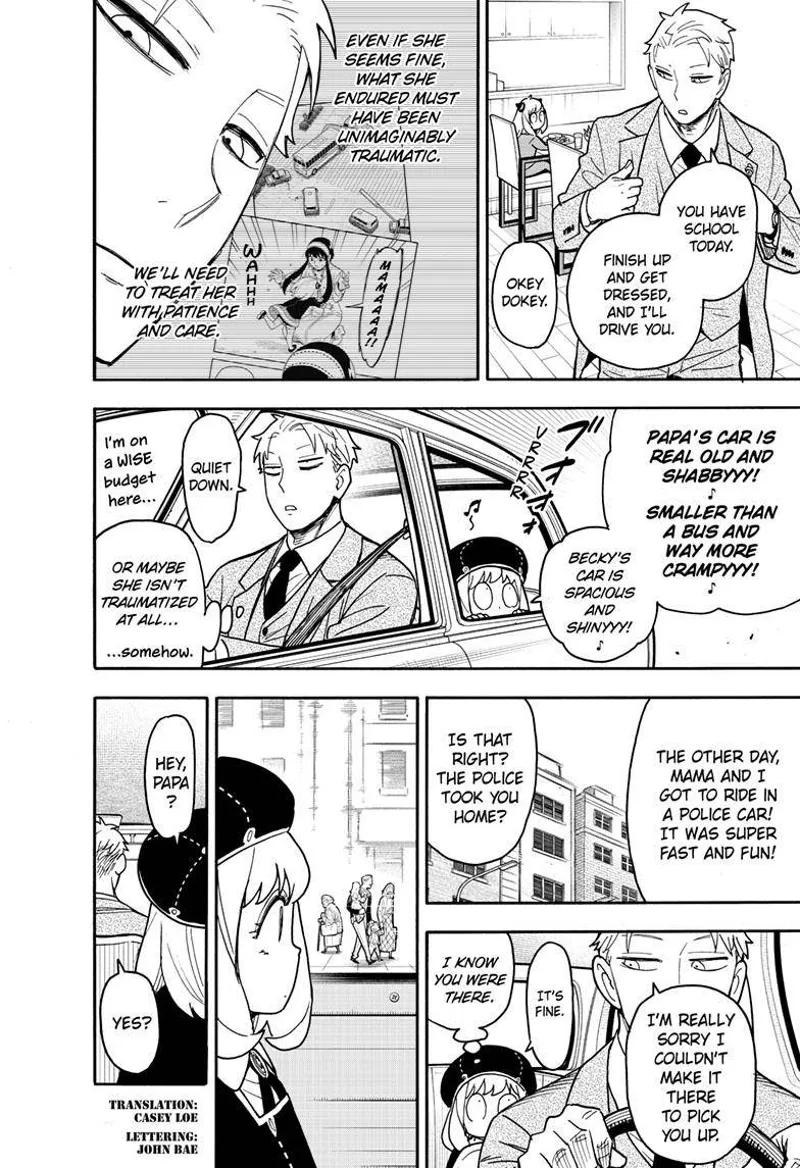 YOU HAVE
SCHOOL
TODAY.
FINISH UP
AND GET
DRESSED,
AND I'LL
DRIVE YOU.
OKEY
DOKEY.
EVEN IF SHE
SEEMS FINE,
WHAT SHE
ENDURED MUST
HAVE BEEN
UNIMAGINABLY
TRAUMATIC.
WAHHH
MAMAAAA!!
WE'LL NEED
TO TREAT HER
WITH PATIENCE
AND CARE.
PAPA'S CAR IS
REAL OLD AND
SHABBYYY!
♪
SMALLER THAN
A BUS AND
WAY MORE
CRAMPYYY!
♪
ブ
VRRRRR
♪
BECKY'S
CAR IS
SPACIOUS
AND
SHINYYY!
♪
QUIET
DOWN.
I'm on
a WISE
budget
here...
OR MAYBE
SHE ISN'T
TRAUMATIZED
AT ALL...
...somehow.
THE OTHER DAY,
MAMA AND I
GOT TO RIDE IN
A POLICE CAR!
IT WAS SUPER
FAST AND FUN!
IS THAT
RIGHT?
THE POLICE
TOOK YOU
HOME?
I'M REALLY
SORRY I
COULDN'T
MAKE IT
THERE
TO PICK
YOU UP.
IT'S
FINE.
I KNOW
YOU WERE
THERE.
HEY,
PAPA
?
YES?
TRANSLATION:
CASEY LOE
LETTERING:
JOHN BAE